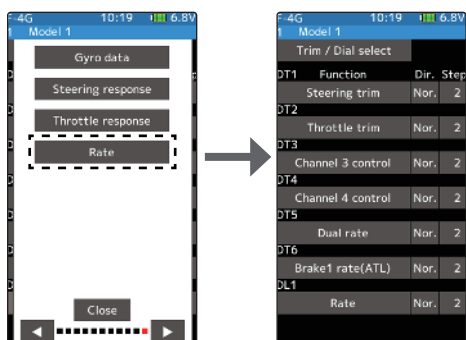 F-4G 10:19 6.8V
1 Model 1
Gyro data
Steering response
Throttle response
Rate
Close
F-4G 10:19 6.8V
1 Model 1
Trim / Dial select
DT1 Function Dir. Step
Steering trim Nor. 2
DT2
Throttle trim Nor. 2
DT3
Channel 3 control Nor. 2
DT4
Channel 4 control Nor. 2
DT5
Dual rate Nor. 2
DT6
Brake1 rate(ATL) Nor. 2
DL1
Rate Nor. 2